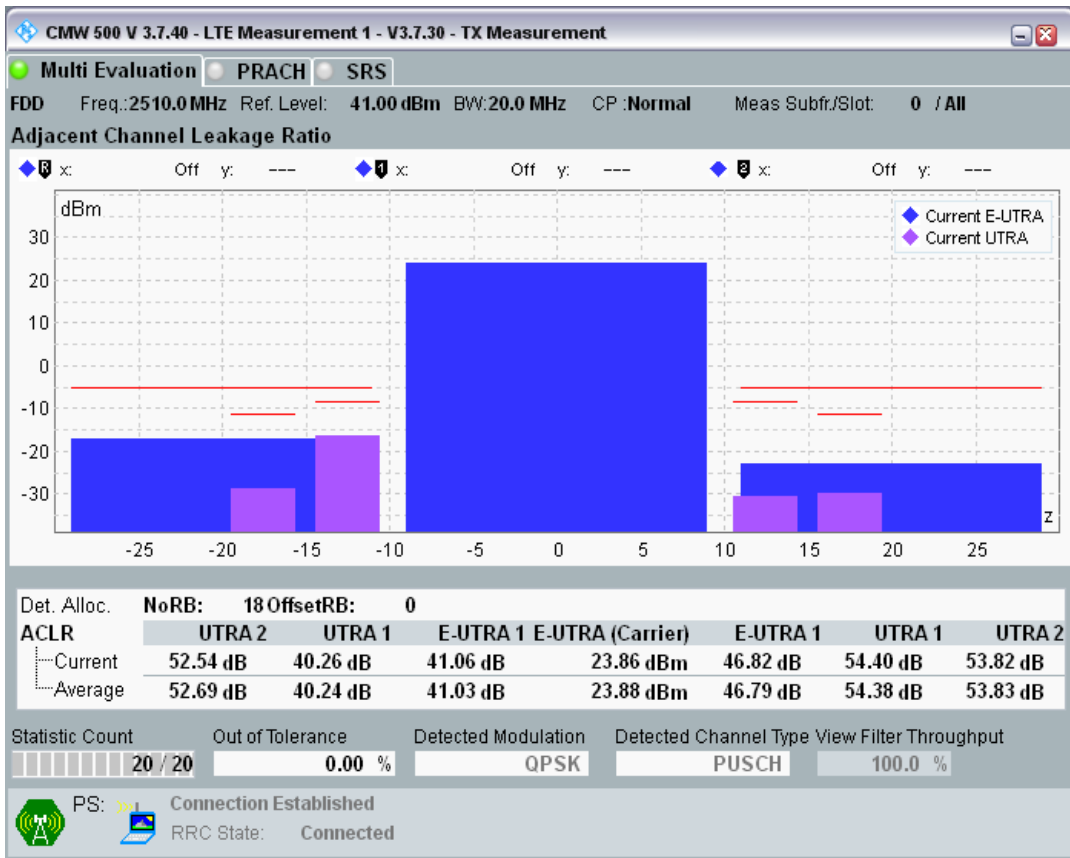 CMW 500 V 3.7.40 - LTE Measurement 1 - V3.7.30 - TX Measurement
Multi Evaluation PRACH SRS
FDD Freq.:2510.0 MHz Ref. Level: 41.00 dBm BW:20.0 MHz CP :Normal Meas Subfr./Slot: 0 / All
Adjacent Channel Leakage Ratio
R x: Off y: --- 1 x: Off y: --- 2 x: Off y: ---
dBm
Current E-UTRA
Current UTRA
30
20
10
0
-10
-20
-30
z
-25 -20 -15 -10 -5 0 5 10 15 20 25
Det. Alloc. NoRB: 18 OffsetRB: 0
ACLR UTRA 2 UTRA 1 E-UTRA 1 E-UTRA (Carrier) E-UTRA 1 UTRA 1 UTRA 2
Current 52.54 dB 40.26 dB 41.06 dB 23.86 dBm 46.82 dB 54.40 dB 53.82 dB
Average 52.69 dB 40.24 dB 41.03 dB 23.88 dBm 46.79 dB 54.38 dB 53.83 dB
Statistic Count Out of Tolerance Detected Modulation Detected Channel Type View Filter Throughput
20 / 20 0.00 % QPSK PUSCH 100.0 %
PS: Connection Established
RRC State: Connected